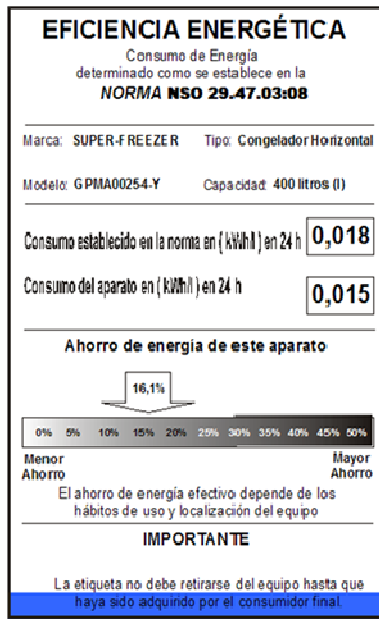 EFICIENCIA ENERGÉTICA
Consumo de Energía
determinado como se establece en la
NORMA NSO 29.47.03:08
Marca: SUPER-FREEZER Tipo: Congelador Horizontal
Modelo: GPMA00254-Y Capacidad: 400 litros (l)
Consumo establecido en la norma en ( kWh/l ) en 24 h 0,018
Consumo del aparato en ( kWh/l ) en 24 h 0,015
Ahorro de energía de este aparato
16,1%
0% 5% 10% 15% 20% 25% 30% 35% 40% 45% 50%
Menor Ahorro
Mayor Ahorro
El ahorro de energía efectivo depende de los
hábitos de uso y localización del equipo
IMPORTANTE
La etiqueta no debe retirarse del equipo hasta que
haya sido adquirido por el consumidor final.